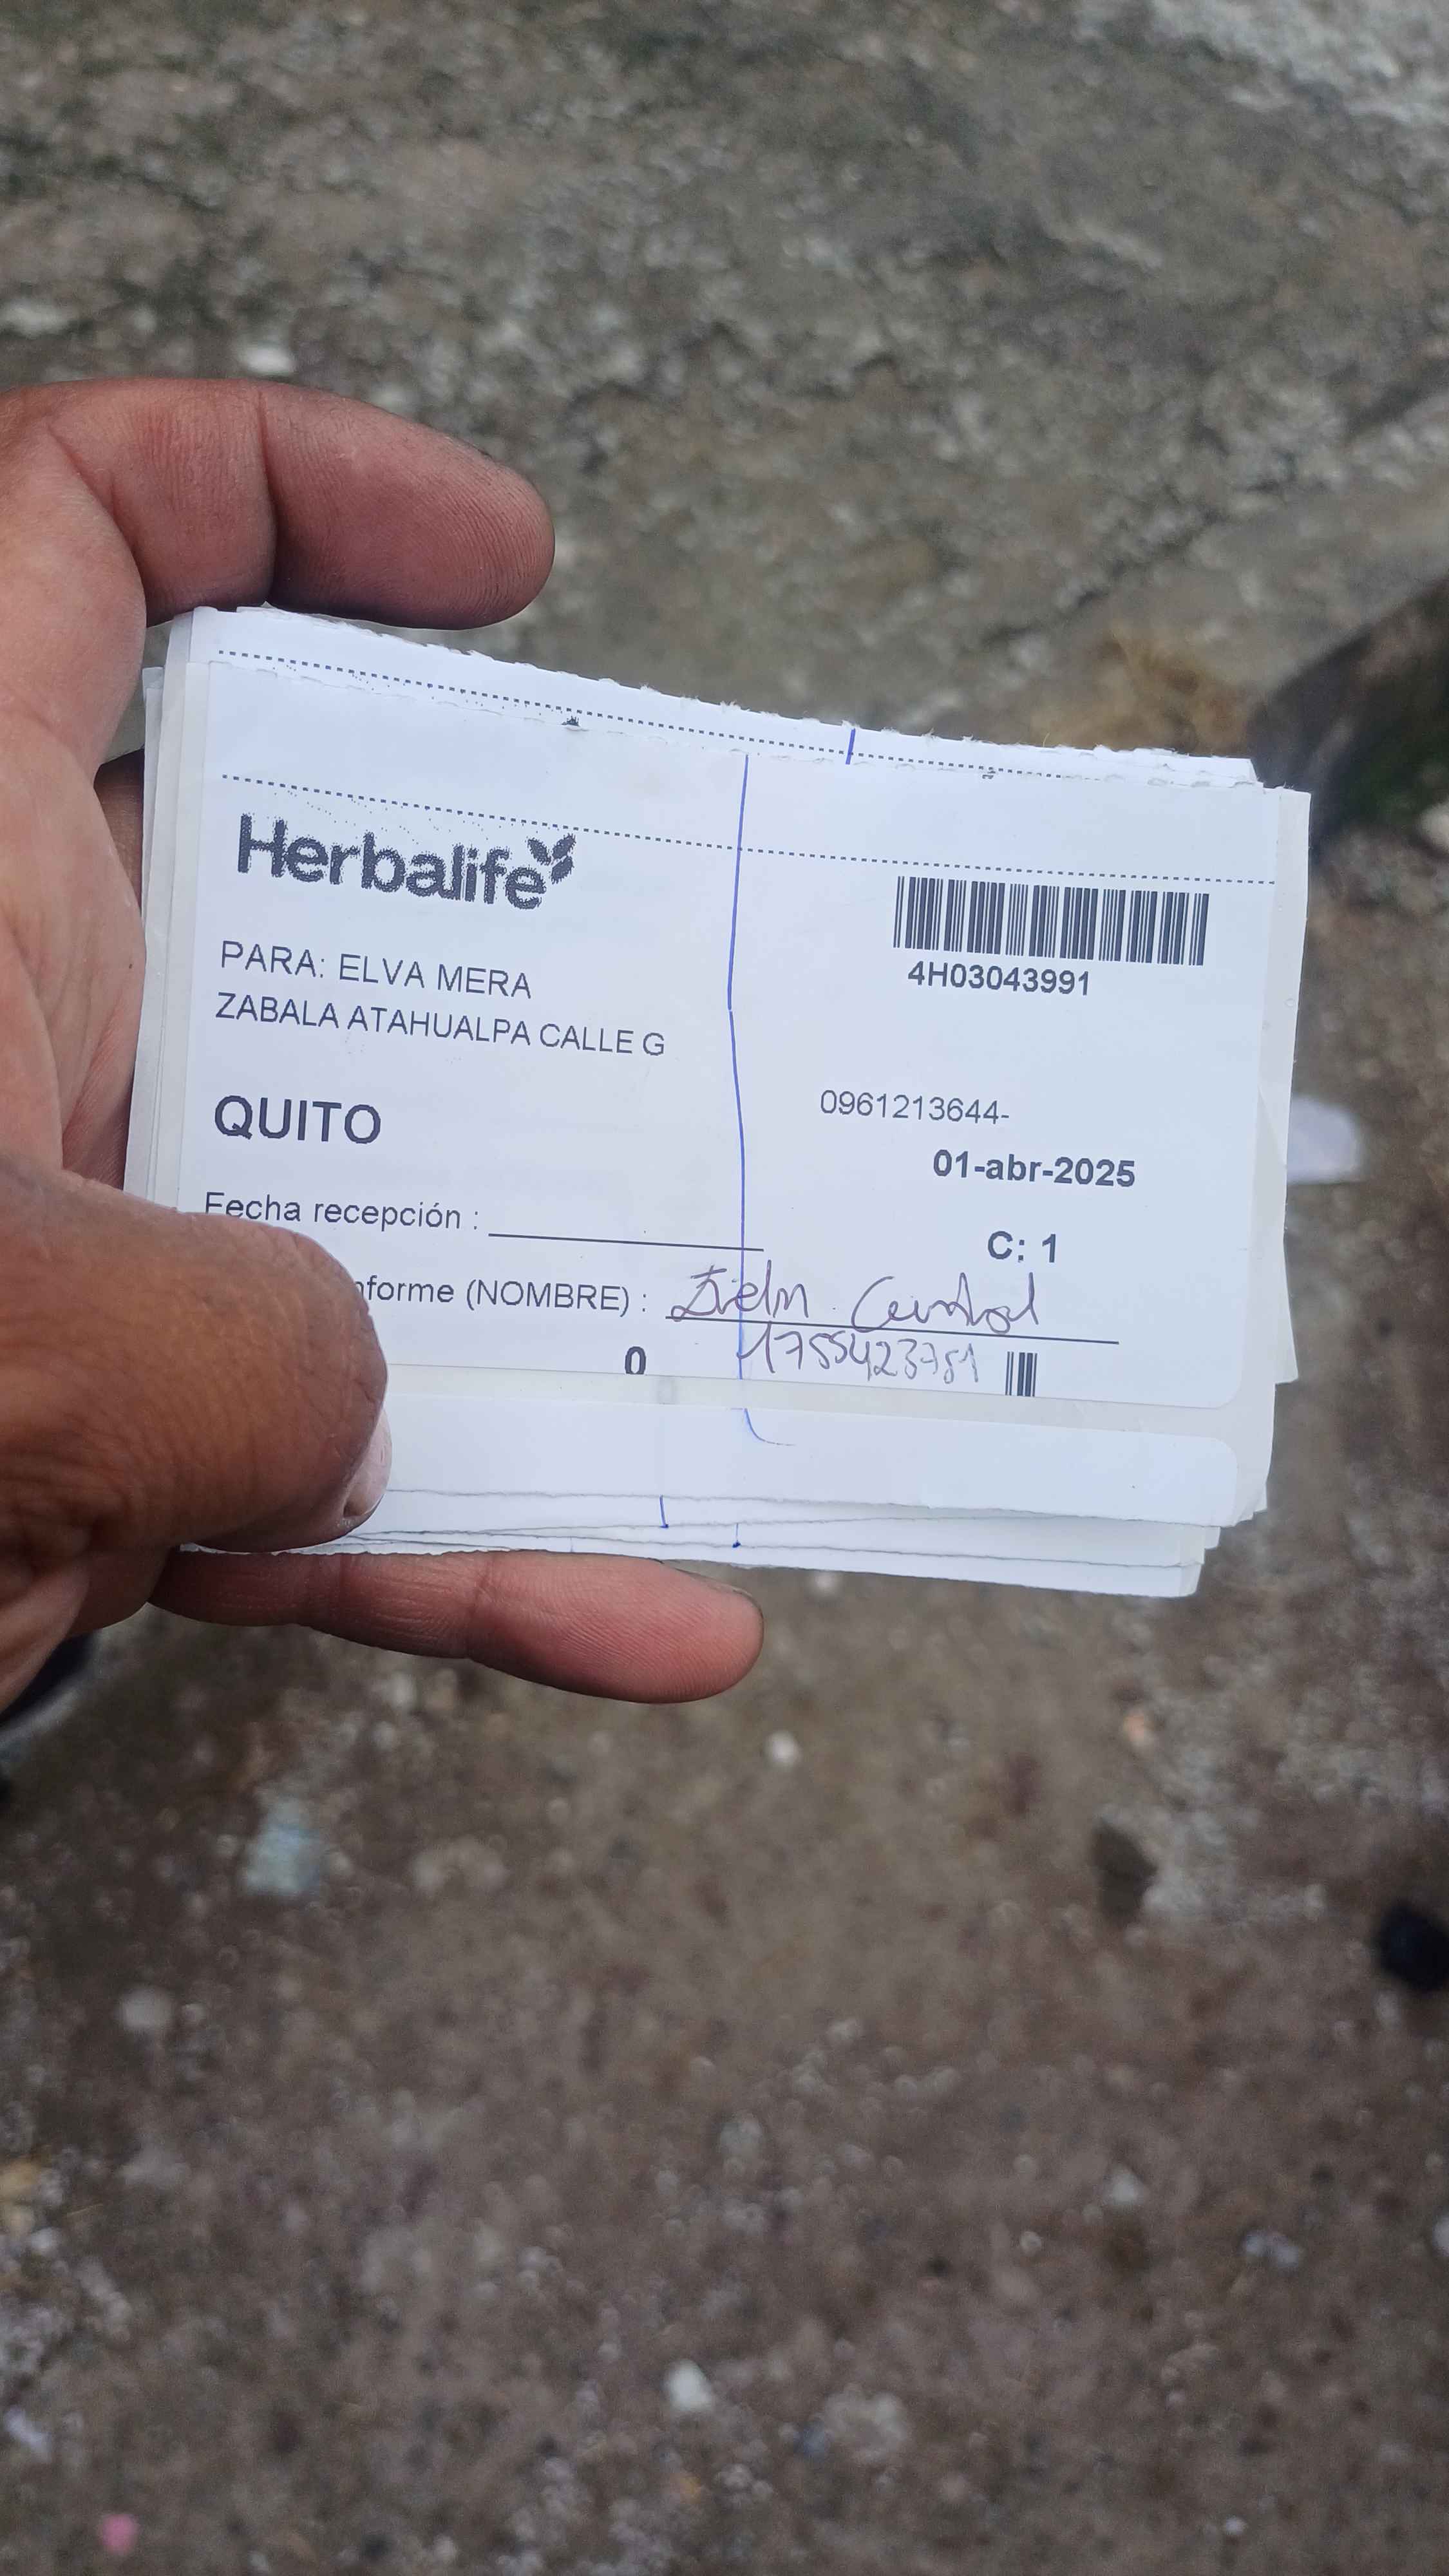 Herbalife
4H03043991
PARA: ELVA MERA
ZABALA ATAHUALPA CALLE G
0961213644-
QUITO
01-abr-2025
Fecha recepción :
C: 1
nforme (NOMBRE) :
0
1755423751